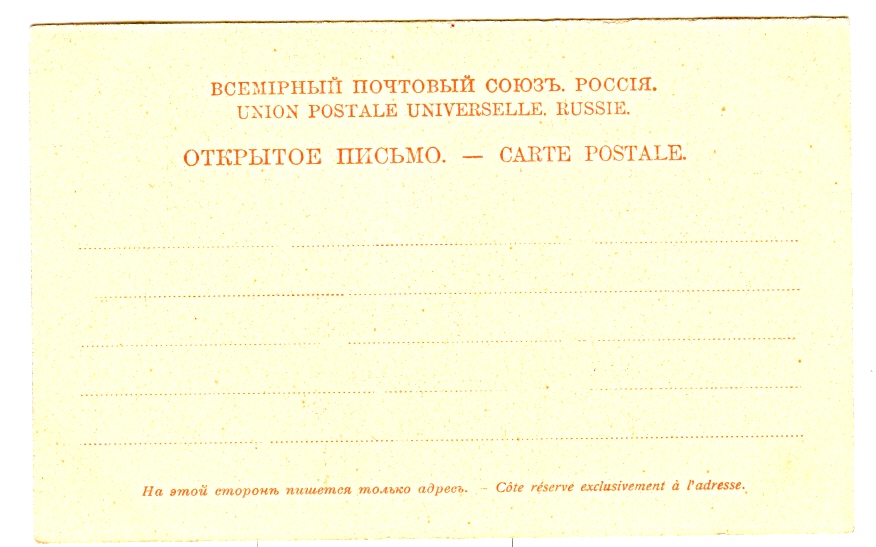 ВСЕМІРНЫЙ ПОЧТОВЫЙ СОЮЗЪ. РОССІЯ.
UNION POSTALE UNIVERSELLE. RUSSIE.
ОТКРЫТОЕ ПИСЬМО. — CARTE POSTALE.
На этой сторонѣ пишется только адресъ. – Côte réservé exclusivement à l'adresse.